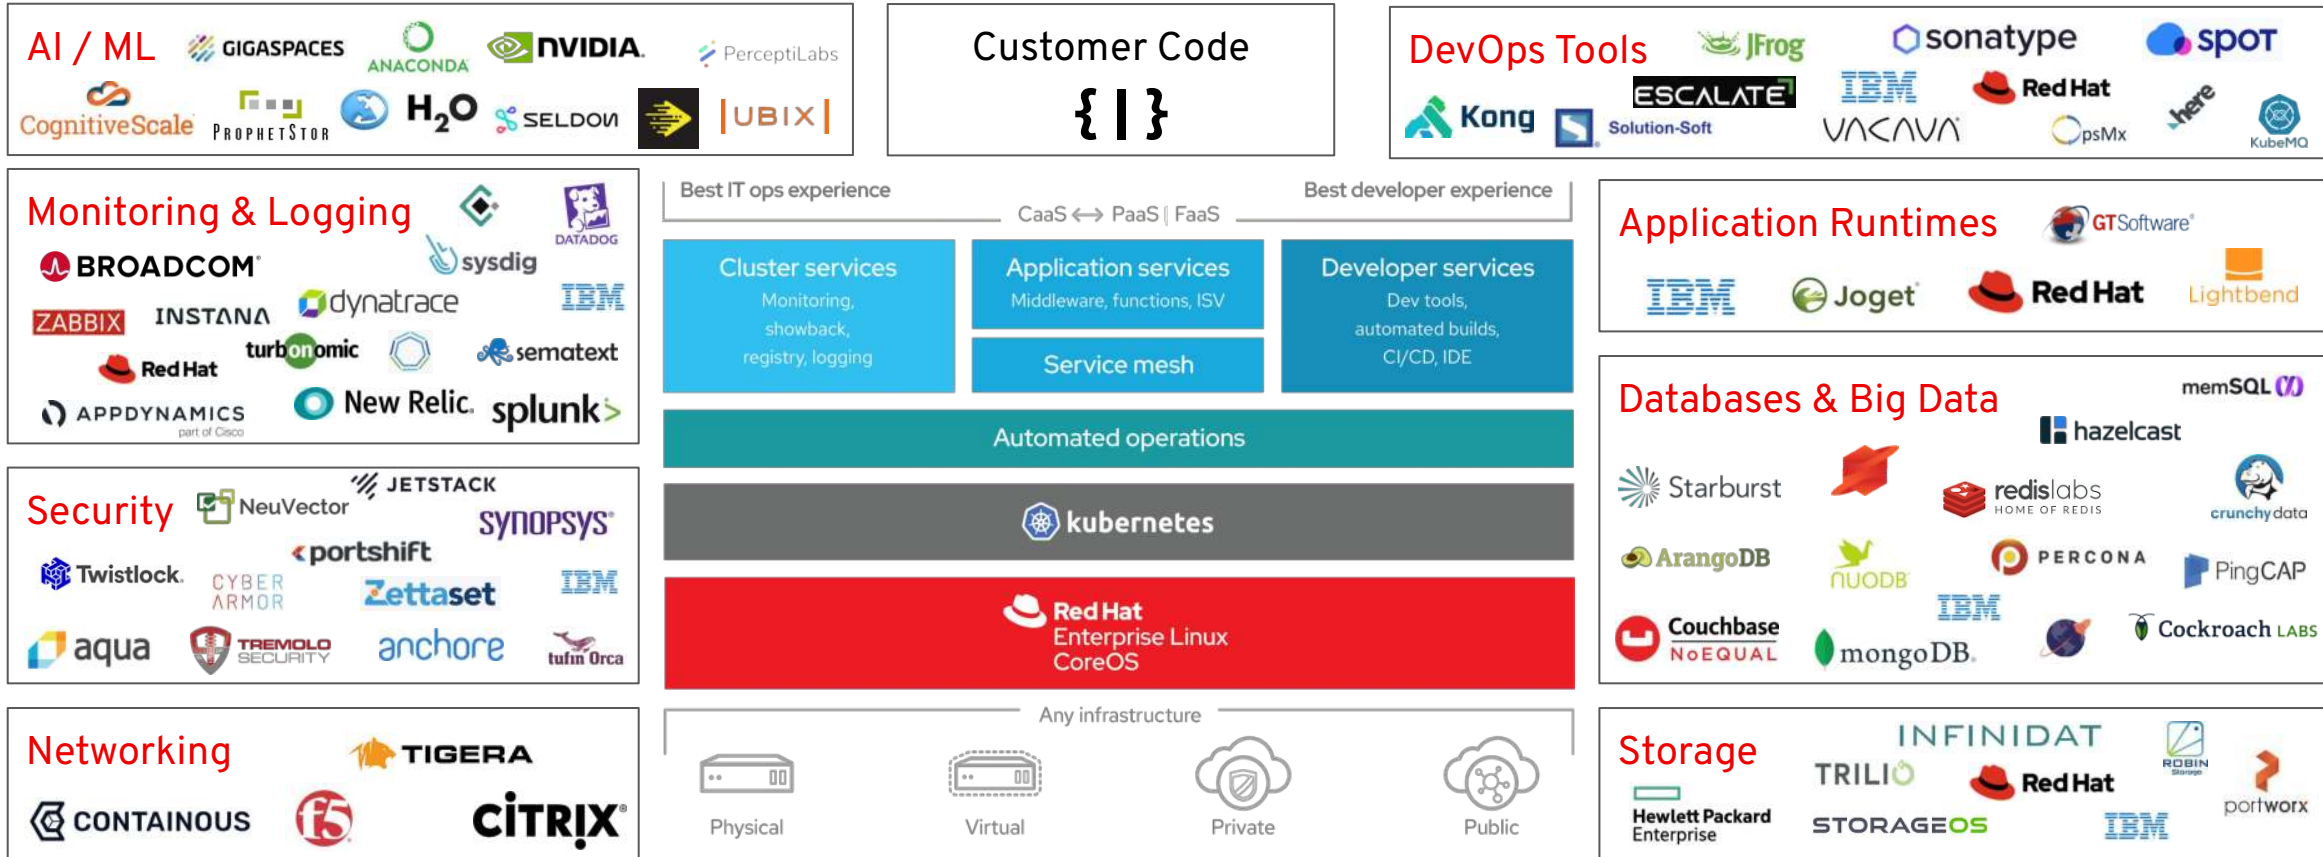 AI / ML
GIGASPACES
ANACONDA
NVIDIA.
PerceptiLabs
CognitiveScale
PROPHETSTOR
H2O
SELDON
|UBIX|
Customer Code
{ | }
DevOps Tools
JFrog
sonatype
spot
Kong
ESCALATE
Solution-Soft
IBM
VACAVA
Red Hat
OpsMx
.here
KubeMQ
Monitoring & Logging
DATADOG
BROADCOM
sysdig
ZABBIX
INSTANA
dynatrace
IBM
Red Hat
turbonomic
sematext
APPDYNAMICS
part of Cisco
New Relic.
splunk>
Best IT ops experience
Best developer experience
CaaS ↔ PaaS | FaaS
Cluster services
Monitoring,
showback,
registry, logging
Application services
Middleware, functions, ISV
Service mesh
Developer services
Dev tools,
automated builds,
CI/CD, IDE
Automated operations
kubernetes
Red Hat
Enterprise Linux
CoreOS
Any infrastructure
Physical
Virtual
Private
Public
Application Runtimes
GTSoftware®
IBM
Joget
Red Hat
Lightbend
Security
NeuVector
JETSTACK
SYNOPSYS®
portshift
Twistlock.
CYBER
ARMOR
Zettaset
IBM
aqua
TREMOLO
SECURITY
anchore
tufin Orca
Databases & Big Data
memSQL
hazelcast
Starburst
redislabs
HOME OF REDIS
crunchydata
ArangoDB
NUODB
PERCONA
PingCAP
IBM
Couchbase
NoEQUAL
mongoDB.
Cockroach LABS
Networking
TIGERA
CONTAINOUS
f5
CITRIX®
Storage
INFINIDAT
TRILIO
Red Hat
ROBIN
Storage
portworx
Hewlett Packard
Enterprise
STORAGEOS
IBM